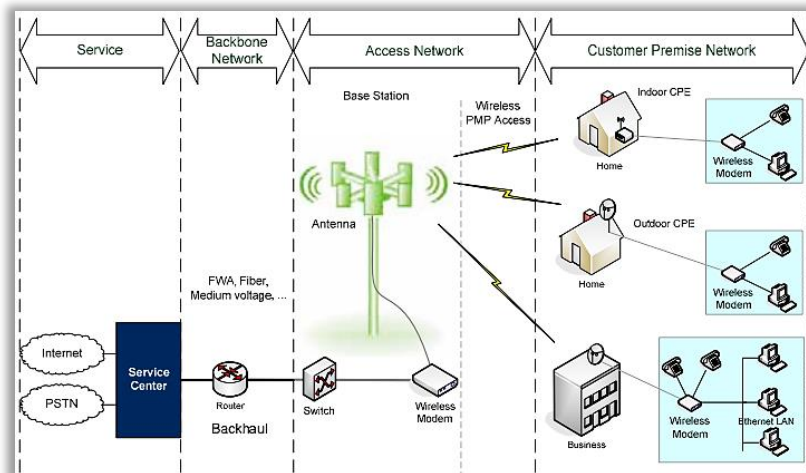 Service
Backbone
Network
Access Network
Customer Premise Network
Base Station
Wireless
PMP Access
Indoor CPE
Home
Wireless
Modem
Antenna
Outdoor CPE
Home
Wireless
Modem
FWA, Fiber,
Medium voltage, ...
Internet
PSTN
Service
Center
Router
Backhaul
Switch
Wireless
Modem
Business
Wireless
Modem
Ethernet LAN